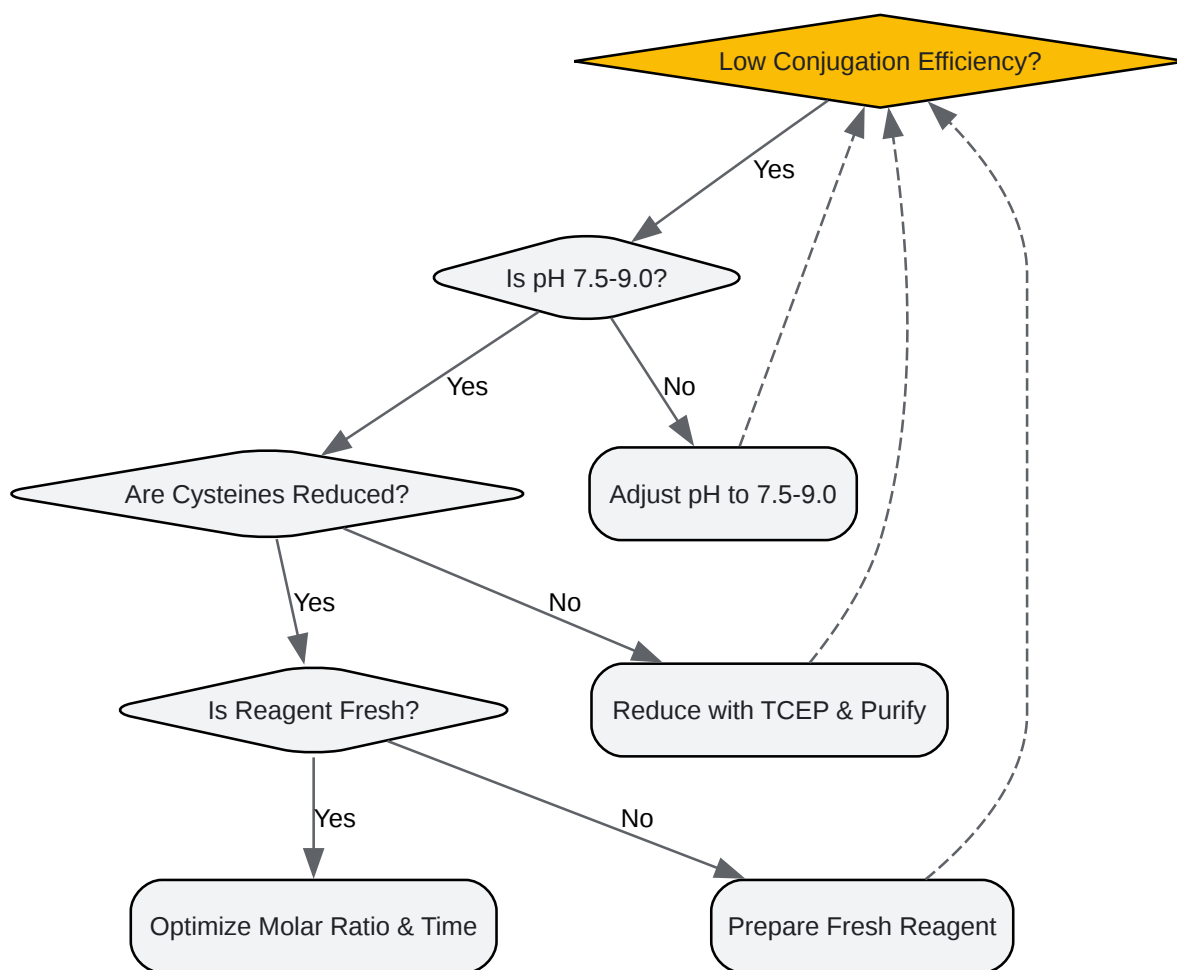 Low Conjugation Efficiency?
Yes
Is pH 7.5-9.0?
Yes
No
Are Cysteines Reduced?
Adjust pH to 7.5-9.0
Yes
No
Is Reagent Fresh?
Reduce with TCEP & Purify
Yes
No
Optimize Molar Ratio & Time
Prepare Fresh Reagent